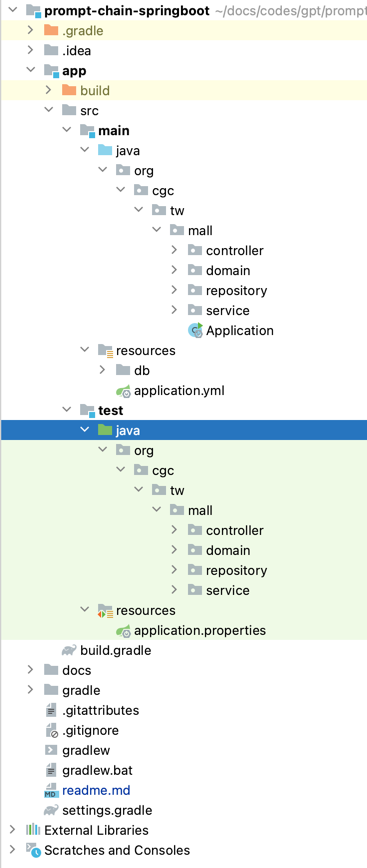 prompt-chain-springboot ~/docs/codes/gpt/prompt
.gradle
.idea
app
build
src
main
java
org
cgc
tw
mall
controller
domain
repository
service
Application
resources
db
application.yml
test
java
org
cgc
tw
mall
controller
domain
repository
service
resources
application.properties
build.gradle
docs
gradle
.gitattributes
.gitignore
gradlew
gradlew.bat
MD readme.md
settings.gradle
External Libraries
Scratches and Consoles